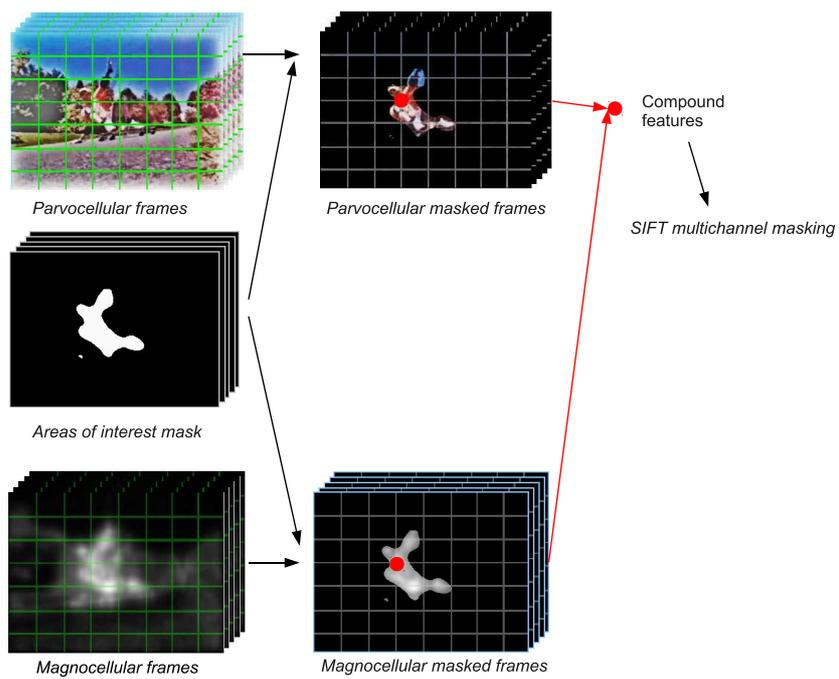 Parvocellular frames
Parvocellular masked frames
Compound
features
SIFT multichannel masking
Areas of interest mask
Magnocellular frames
Magnocellular masked frames